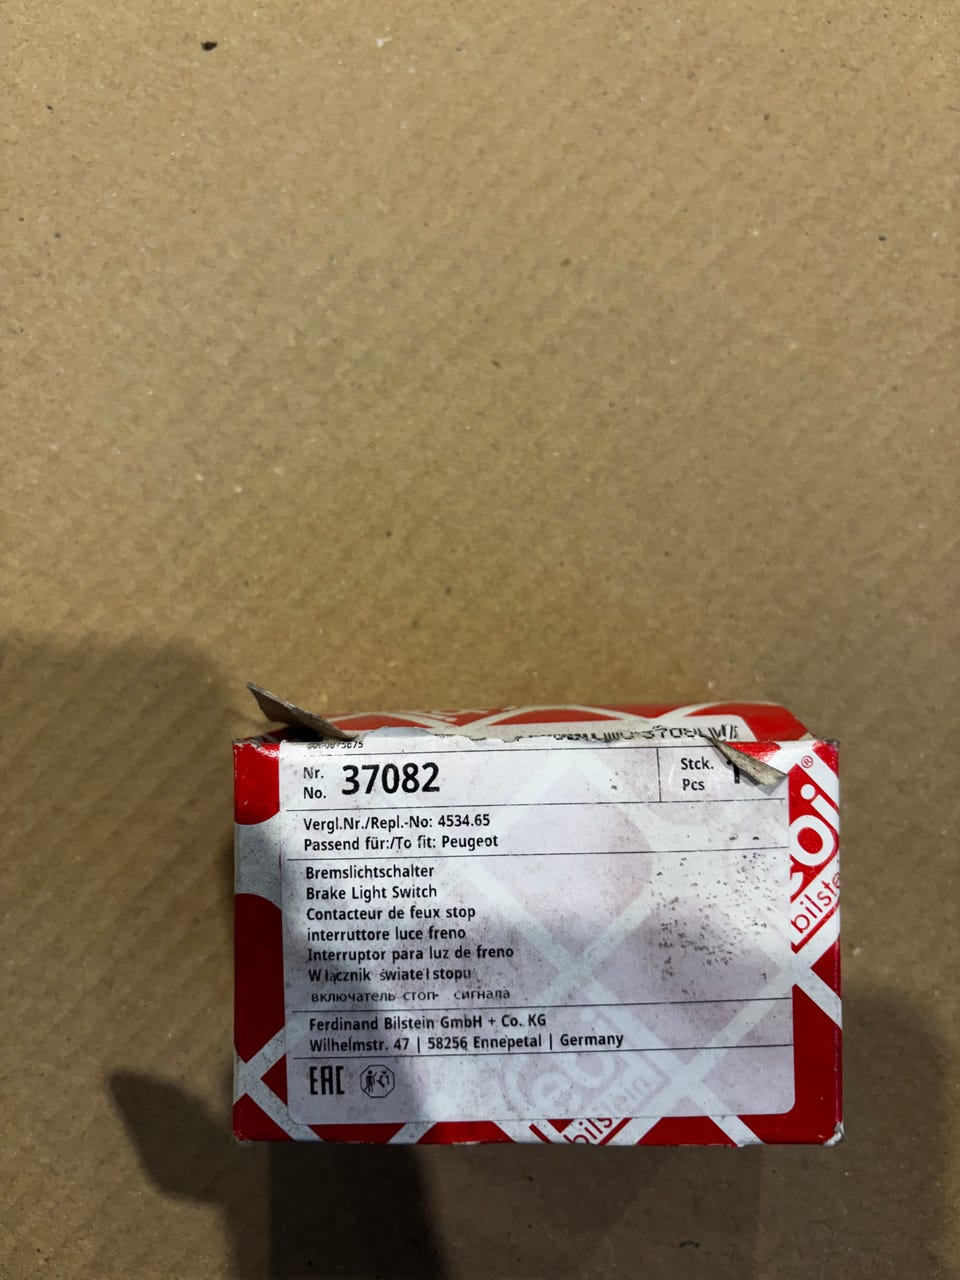 Nr.
No. 37082
Stck.
Pcs 1
Vergl.Nr./Repl.-No: 4534.65
Passend für:/To fit: Peugeot
Bremslichtschalter
Brake Light Switch
Contacteur de feux stop
interruttore luce freno
Interruptor para luz de freno
Włącznik świateł stopu
включатель стоп- сигнала
Ferdinand Bilstein GmbH + Co. KG
Wilhelmstr. 47 | 58256 Ennepetal | Germany
EAC
febi ®
bilstein